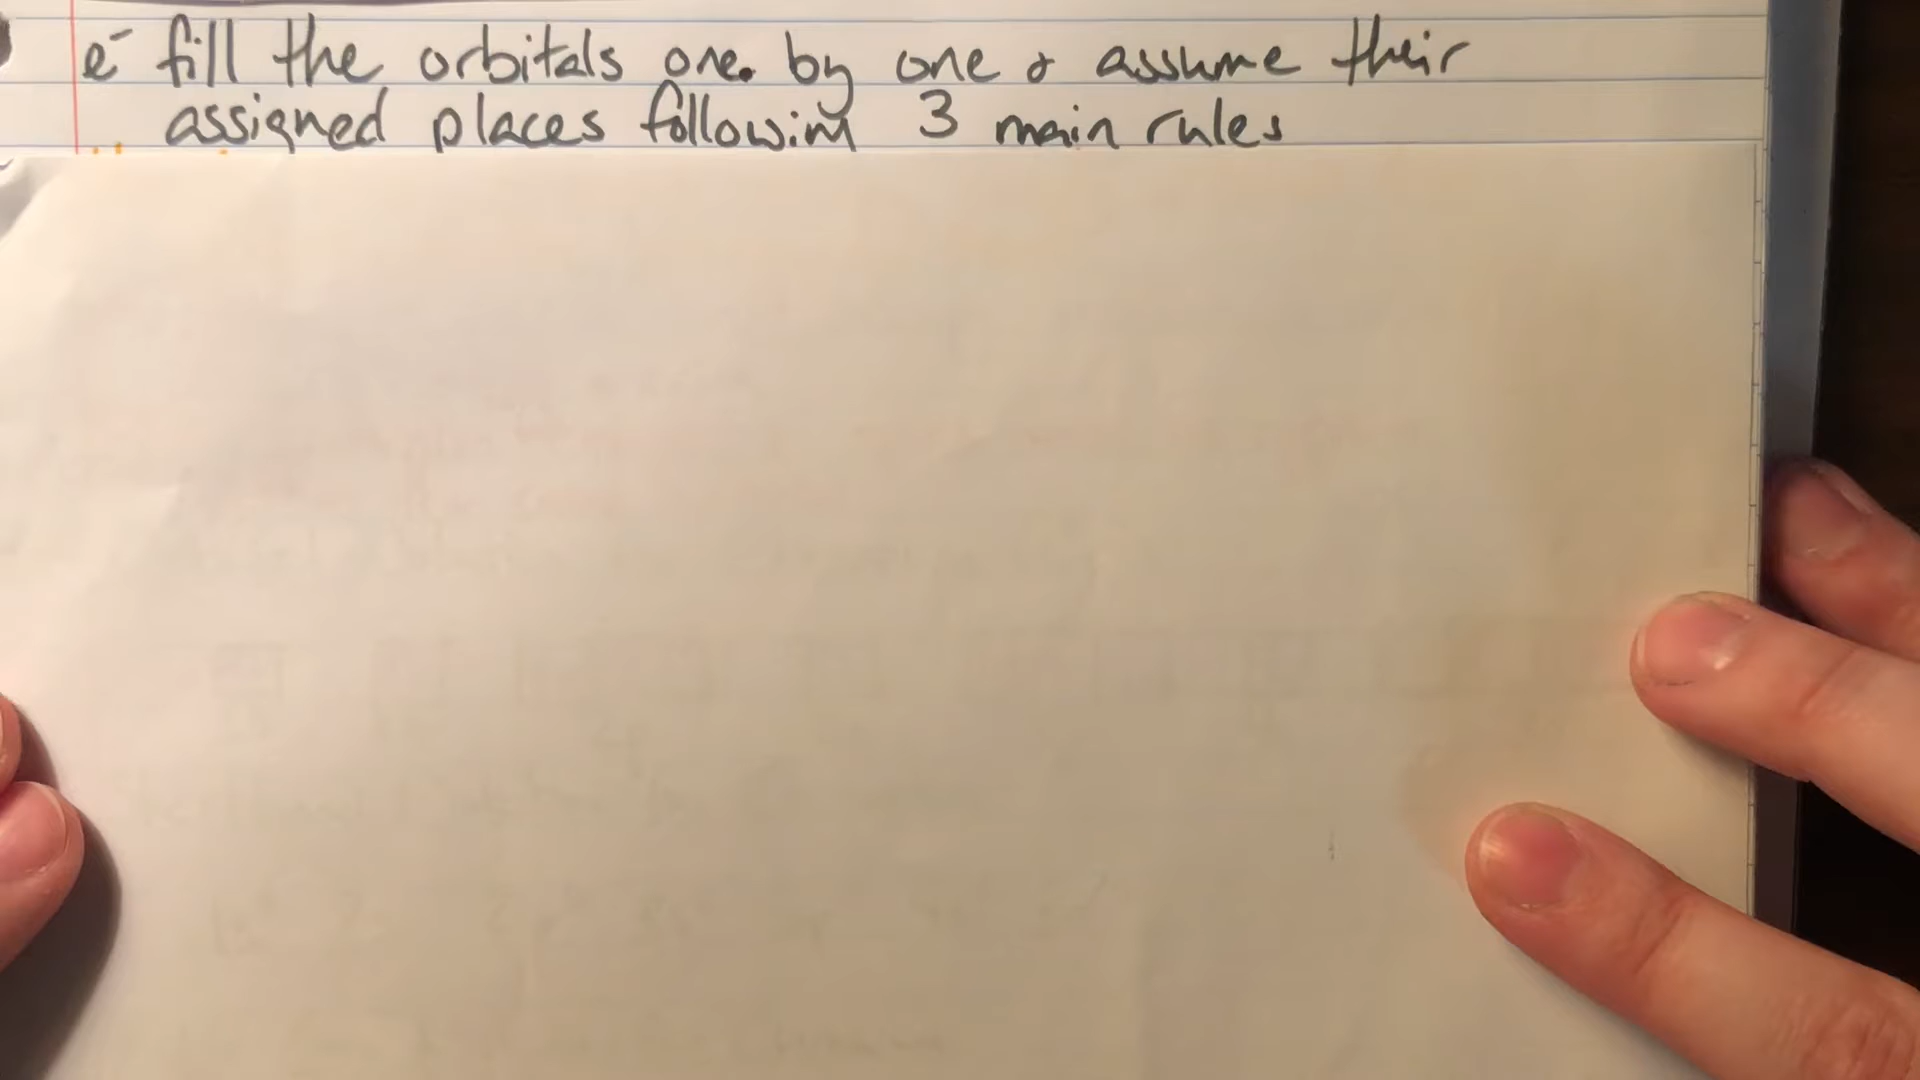 e⁻ fill the orbitals one. by one & assume their
assigned places following 3 main rules